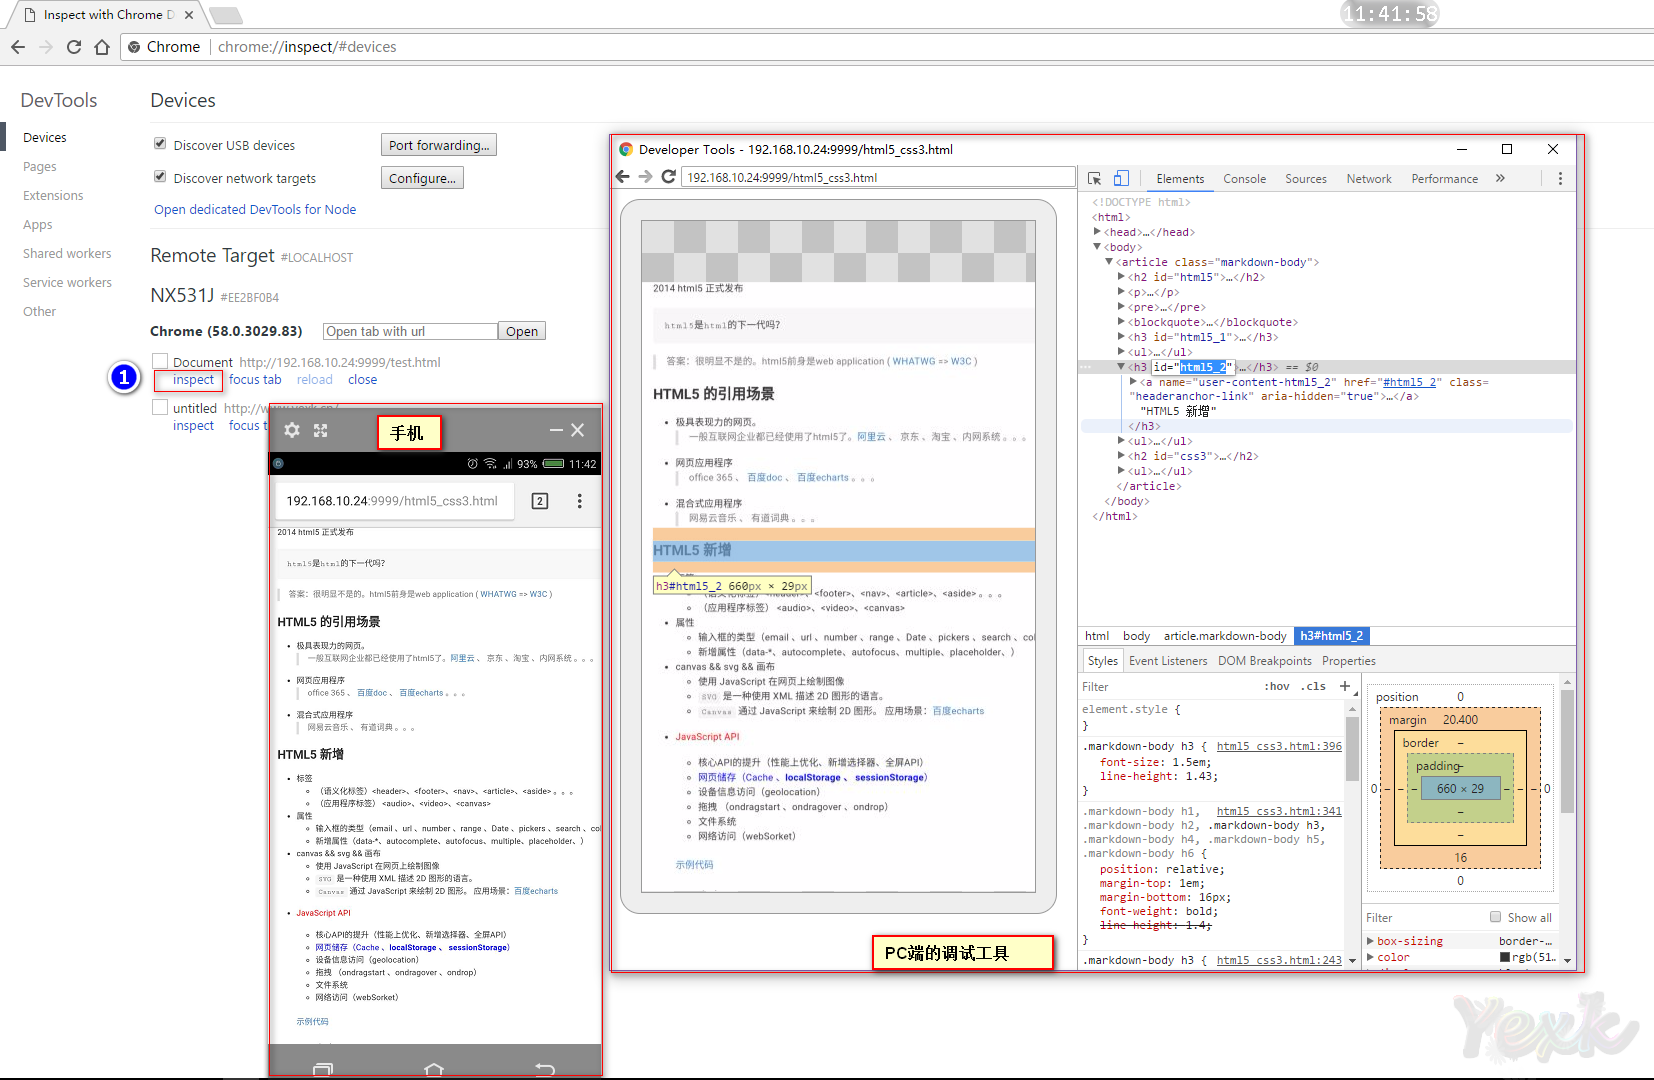 Inspect with Chrome D
11:41:58
Chrome
chrome://inspect/#devices
DevTools
Devices
Pages
Extensions
Apps
Shared workers
Service workers
Other
Devices
Discover USB devices
Port forwarding...
Discover network targets
Configure...
Open dedicated DevTools for Node
Remote Target #LOCALHOST
NX531J #EE2BF0B4
Chrome (58.0.3029.83)
Open tab with url
Open
Document http://192.168.10.24:9999/test.html
1
inspect focus tab reload close
untitled
inspect focus t
手机
93% 11:42
192.168.10.24:9999/html5_css3.html
2
2014 html5 正式发布
html5是html的下一代吗?
答案：很明显不是的。html5前身是web application ( WHATWG => W3C )
HTML5 的引用场景
极具表现力的网页。
一般互联网企业都已经使用了html5了。阿里云 、 京东 、淘宝 、内网系统 。。。
网页应用程序
office 365 、 百度doc 、 百度echarts 。。。
混合式应用程序
网易云音乐 、 有道词典 。。。
HTML5 新增
标签
（语义化标签）<header>、<footer>、<nav>、<article>、<aside> 。。。
（应用程序标签） <audio>、<video>、<canvas>
属性
输入框的类型（email 、url 、number 、range 、Date 、pickers 、search 、col
新增属性（data-*、autocomplete、autofocus、multiple、placeholder、）
canvas && svg && 画布
使用 JavaScript 在网页上绘制图像
SVG 是一种使用 XML 描述 2D 图形的语言。
Canvas 通过 JavaScript 来绘制 2D 图形。 应用场景：百度echarts
JavaScript API
核心API的提升（性能上优化、新增选择器、全屏API）
网页储存（Cache 、localStorage 、 sessionStorage）
设备信息访问（geolocation）
拖拽 （ondragstart 、ondragover 、ondrop）
文件系统
网络访问（webSorket）
示例代码
Developer Tools - 192.168.10.24:9999/html5_css3.html
192.168.10.24:9999/html5_css3.html
2014 html5 正式发布
html5是html的下一代吗?
答案：很明显不是的。html5前身是web application ( WHATWG => W3C )
HTML5 的引用场景
极具表现力的网页。
一般互联网企业都已经使用了html5了。阿里云 、 京东 、淘宝 、内网系统 。。。
网页应用程序
office 365 、 百度doc 、 百度echarts 。。。
混合式应用程序
网易云音乐 、 有道词典 。。。
HTML5 新增
h3#html5_2 660px × 29px
<footer>、<nav>、<article>、<aside> 。。。
（应用程序标签） <audio>、<video>、<canvas>
属性
输入框的类型（email 、url 、number 、range 、Date 、pickers 、search 、co
新增属性（data-*、autocomplete、autofocus、multiple、placeholder、）
canvas && svg && 画布
使用 JavaScript 在网页上绘制图像
SVG 是一种使用 XML 描述 2D 图形的语言。
Canvas 通过 JavaScript 来绘制 2D 图形。 应用场景：百度echarts
JavaScript API
核心API的提升（性能上优化、新增选择器、全屏API）
网页储存（Cache 、localStorage 、 sessionStorage）
设备信息访问（geolocation）
拖拽 （ondragstart 、ondragover 、ondrop）
文件系统
网络访问（webSorket）
示例代码
PC端的调试工具
Elements Console Sources Network Performance »
<!DOCTYPE html>
<html>
<head>…</head>
<body>
<article class="markdown-body">
<h2 id="html5">…</h2>
<p>…</p>
<pre>…</pre>
<blockquote>…</blockquote>
<h3 id="html5_1">…</h3>
<ul>…</ul>
<h3 id="html5_2">…</h3> == $0
<a name="user-content-html5_2" href="#html5_2" class=
"headeranchor-link" aria-hidden="true">…</a>
"HTML5 新增"
</h3>
<ul>…</ul>
<h2 id="css3">…</h2>
<ul>…</ul>
</article>
</body>
</html>
html body article.markdown-body h3#html5_2
Styles Event Listeners DOM Breakpoints Properties
Filter :hov .cls +
element.style {
}
.markdown-body h3 { html5_css3.html:396
font-size: 1.5em;
line-height: 1.43;
}
.markdown-body h1, html5_css3.html:341
.markdown-body h2, .markdown-body h3,
.markdown-body h4, .markdown-body h5,
.markdown-body h6 {
position: relative;
margin-top: 1em;
margin-bottom: 16px;
font-weight: bold;
line-height: 1.4;
}
.markdown-body h3 { html5_css3.html:243
position 0
margin 20.400
border –
padding –
0 – – – 660 × 29 – – – 0
–
–
16
0
Filter Show all
box-sizing border-…
color rgb(51…
Yexk